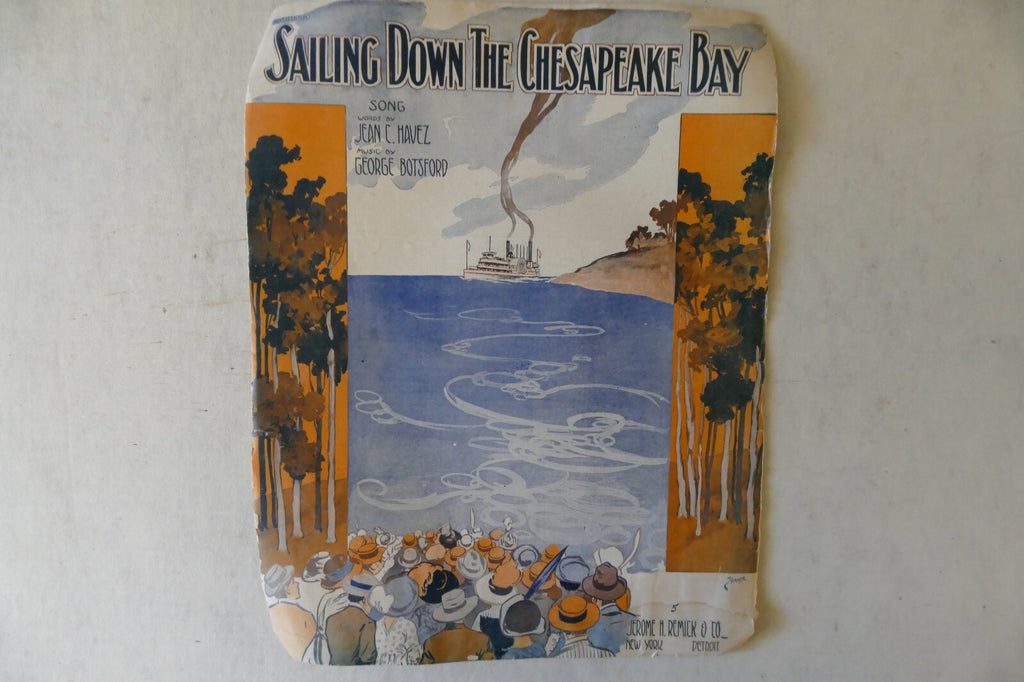 SAILING DOWN THE CHESAPEAKE BAY
SONG
WORDS BY
JEAN C. HAVEZ
MUSIC BY
GEORGE BOTSFORD
5
JEROME H. REMICK & CO.
NEW YORK DETROIT